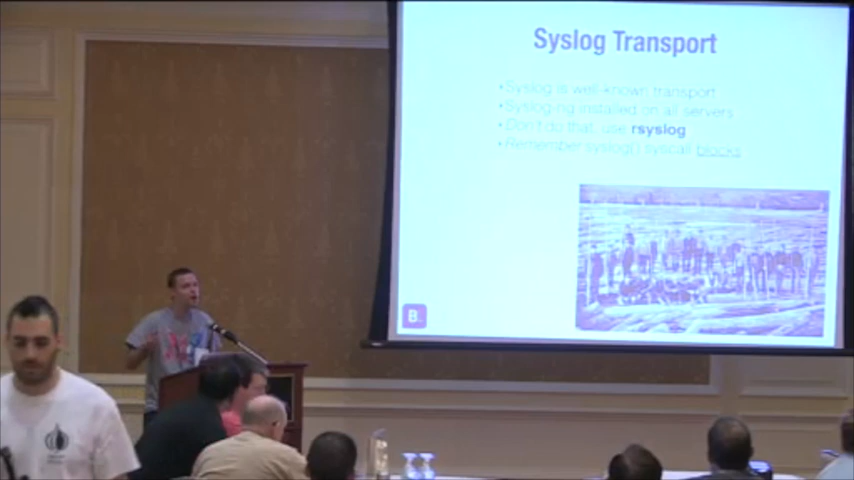 Syslog Transport
•Syslog is well-known transport
•Syslog-ng installed on all servers
•Don't do that, use rsyslog
•Remember syslog() syscall blocks
B.